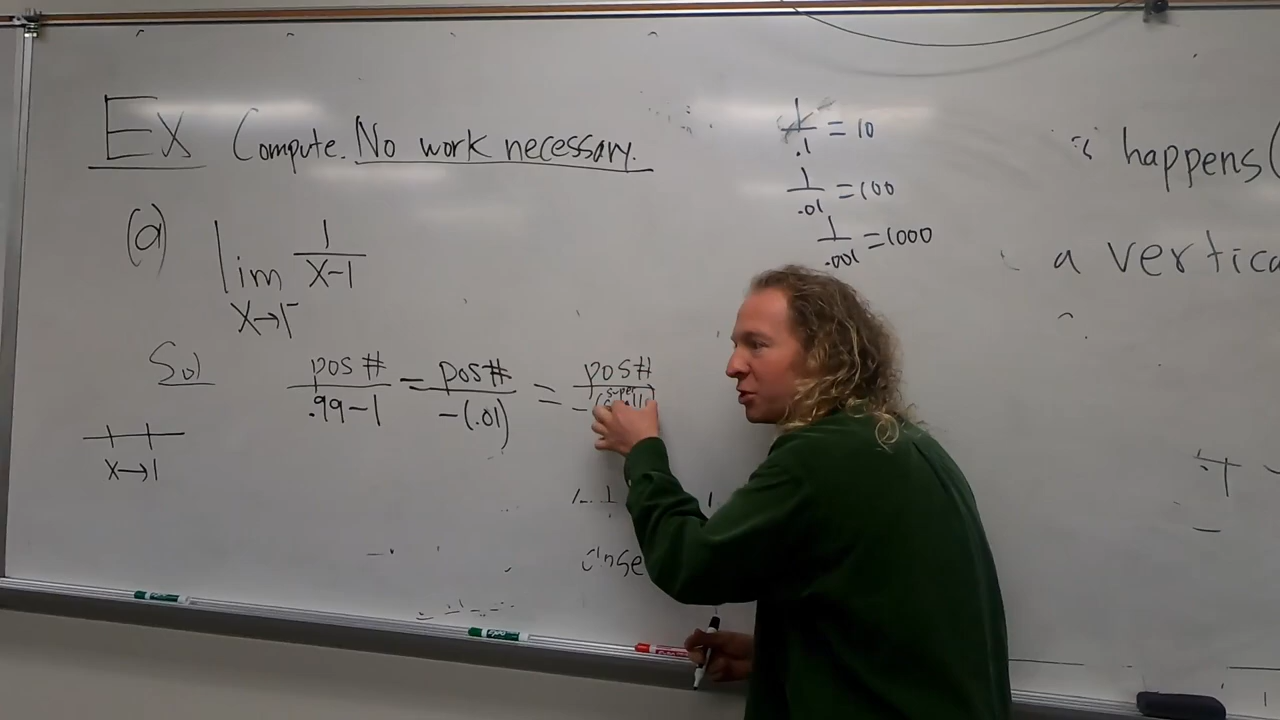 Ex Compute. No work necessary.
(a) lim 1/(x-1)
x→1⁻
Sol pos #/(.99-1) = pos #/(-(.01)) = pos #/(-(super
x→1
1/.1 = 10
1/.01 = 100
1/.001 = 1000
happens(
a vertica